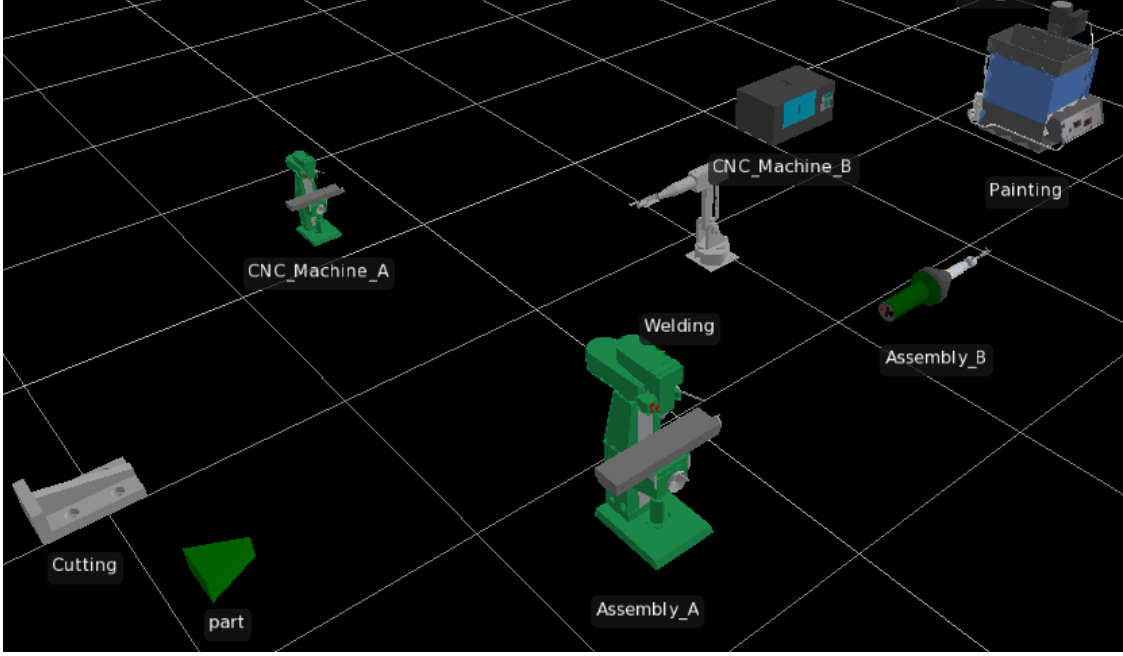 CNC_Machine_B
Painting
CNC_Machine_A
Welding
Assembly_B
Cutting
Assembly_A
part